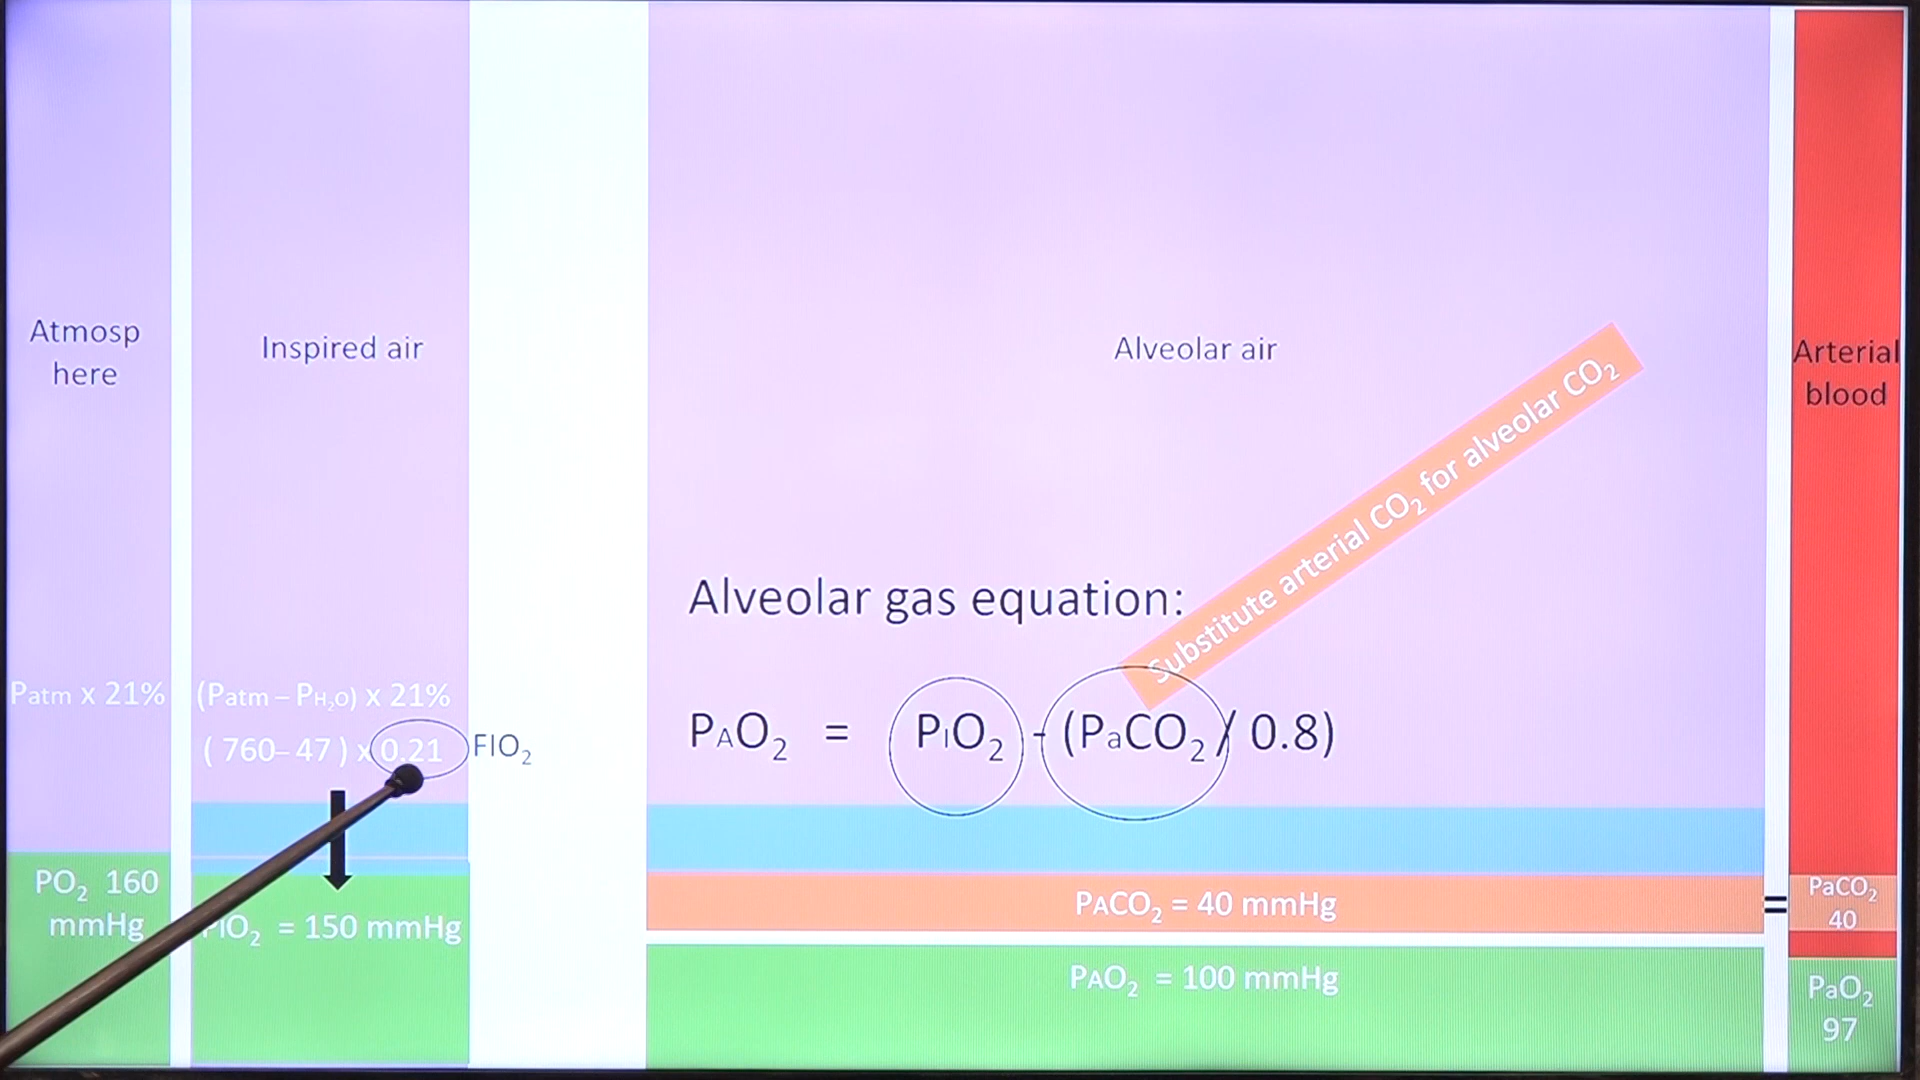 Atmosp
here
Patm x 21%
PO₂ 160
mmHg
Inspired air
(Patm – PH₂O) x 21%
( 760– 47 ) x 0.21
FIO₂
IO₂ = 150 mmHg
Alveolar air
Substitute arterial CO₂ for alveolar CO₂
Alveolar gas equation:
PAO₂ = PIO₂ - (PaCO₂ / 0.8)
PACO₂ = 40 mmHg
PAO₂ = 100 mmHg
=
Arterial
blood
PaCO₂
40
PaO₂
97